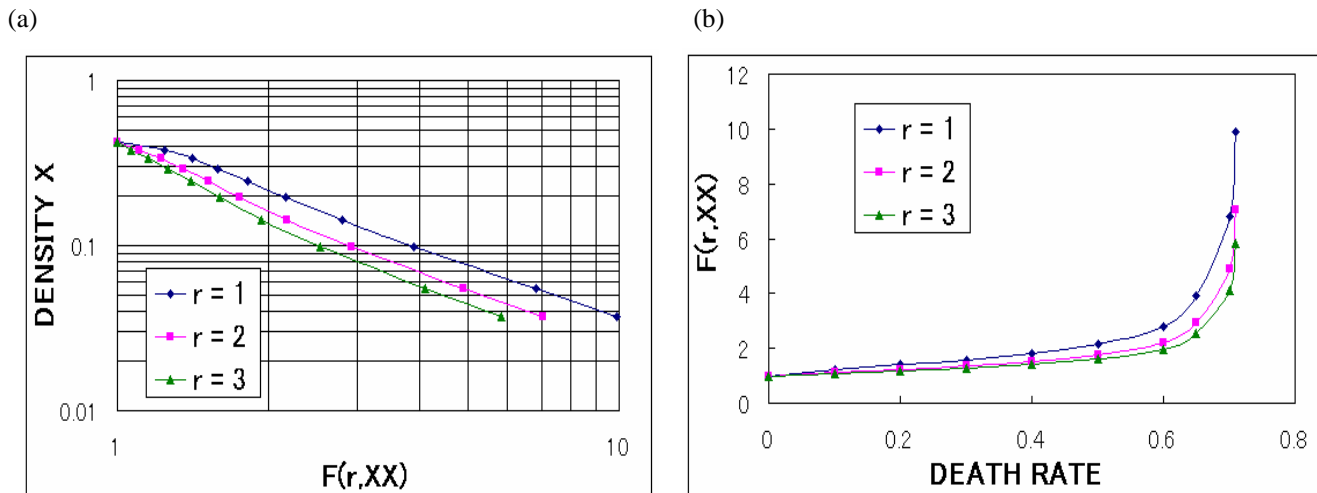 (a)
1
0.1
0.01
DENSITY X
r = 1
r = 2
r = 3
1
10
F(r,XX)
(b)
12
10
8
6
4
2
0
F(r,XX)
r = 1
r = 2
r = 3
0
0.2
0.4
0.6
0.8
DEATH RATE